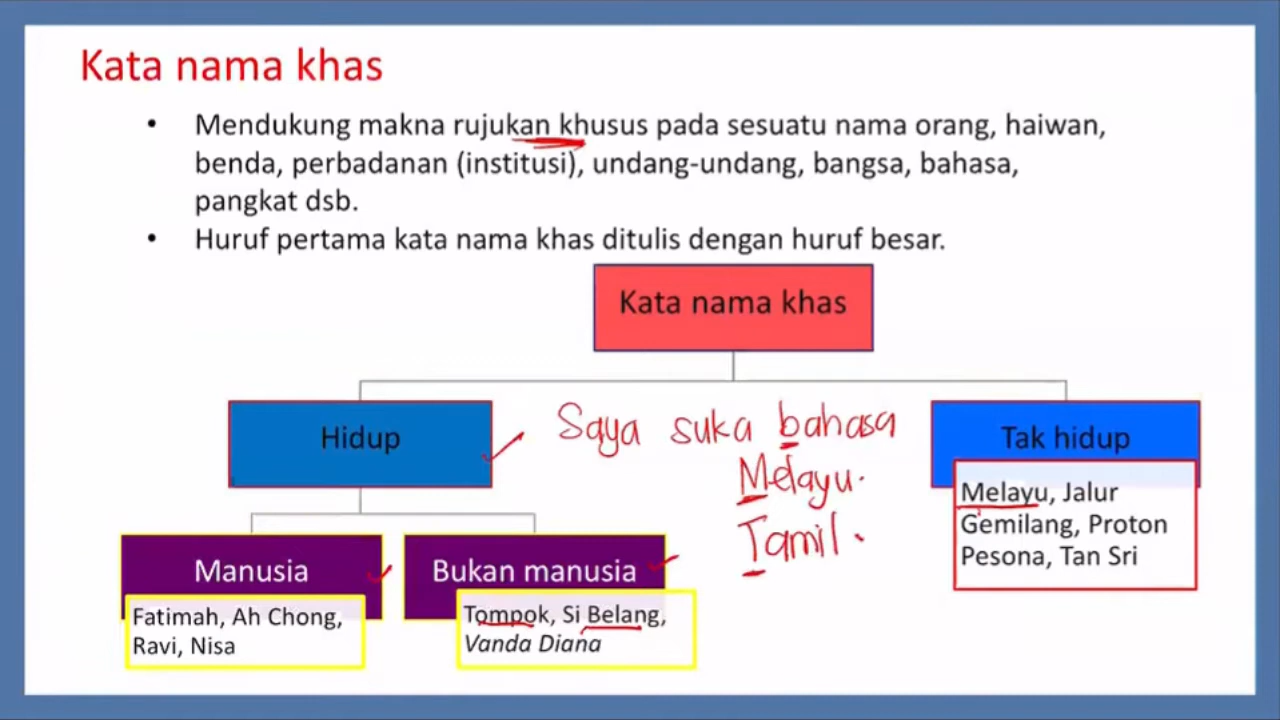 Kata nama khas
• Mendukung makna rujukan khusus pada sesuatu nama orang, haiwan,
benda, perbadanan (institusi), undang-undang, bangsa, bahasa,
pangkat dsb.
• Huruf pertama kata nama khas ditulis dengan huruf besar.
Kata nama khas
Hidup
Saya suka bahasa
Melayu.
Tamil.
Tak hidup
Melayu, Jalur
Gemilang, Proton
Pesona, Tan Sri
Manusia
Fatimah, Ah Chong,
Ravi, Nisa
Bukan manusia
Tompok, Si Belang,
Vanda Diana